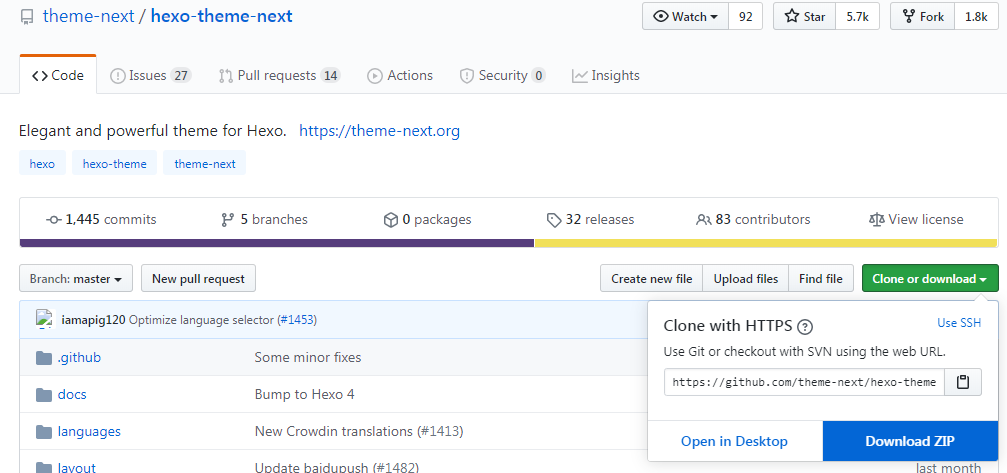 theme-next / hexo-theme-next
Watch 92 Star 5.7k Fork 1.8k
Code Issues 27 Pull requests 14 Actions Security 0 Insights
Elegant and powerful theme for Hexo. https://theme-next.org
hexo hexo-theme theme-next
1,445 commits 5 branches 0 packages 32 releases 83 contributors View license
Branch: master New pull request Create new file Upload files Find file Clone or download
iamapig120 Optimize language selector (#1453)
Clone with HTTPS ? Use SSH
Use Git or checkout with SVN using the web URL.
https://github.com/theme-next/hexo-theme
Open in Desktop Download ZIP
.github Some minor fixes
docs Bump to Hexo 4
languages New Crowdin translations (#1413)
layout Update baidupush (#1482) last month